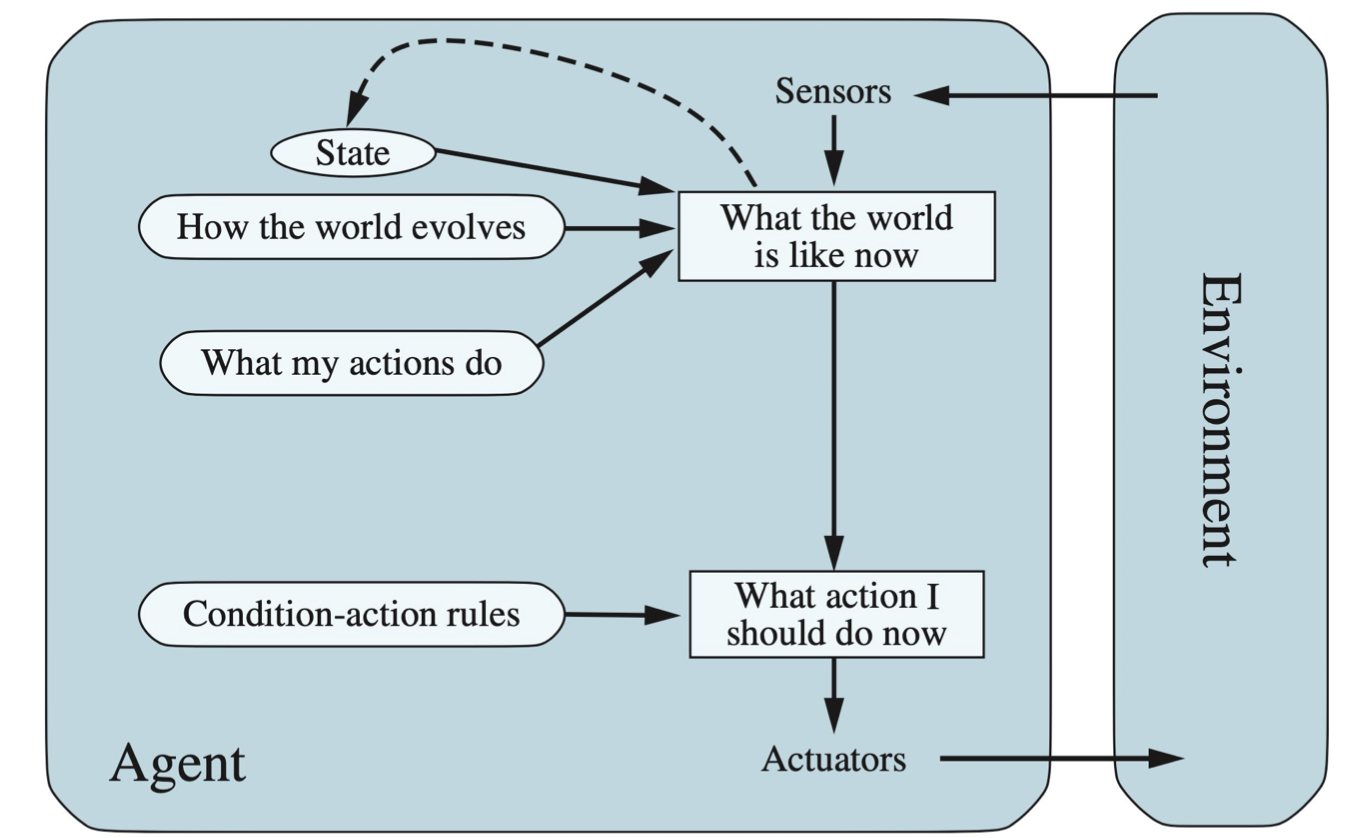 Sensors
State
How the world evolves
What the world
is like now
What my actions do
Condition-action rules
What action I
should do now
Agent
Actuators
Environment